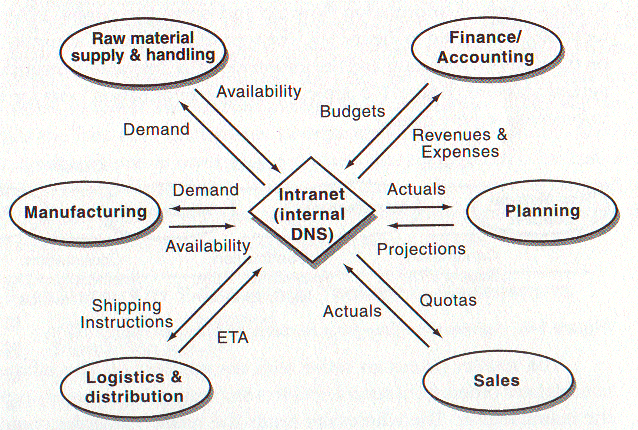 Raw material
supply & handling
Finance/
Accounting
Availability
Budgets
Demand
Revenues &
Expenses
Manufacturing
Demand
Availability
Intranet
(internal
DNS)
Actuals
Projections
Planning
Shipping
Instructions
ETA
Actuals
Quotas
Logistics &
distribution
Sales